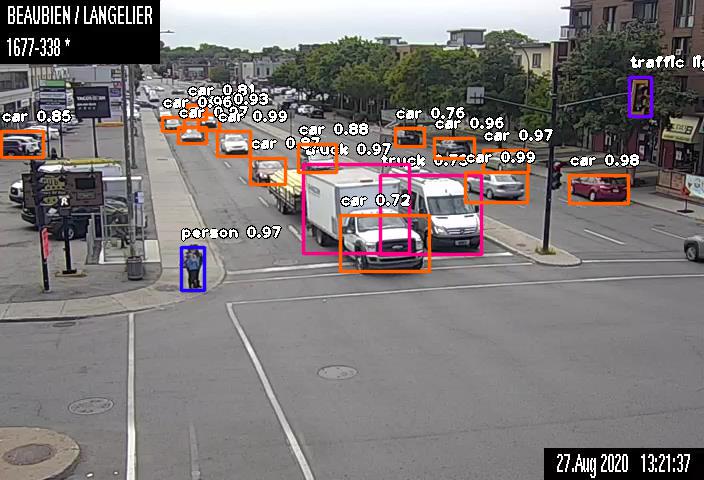 BEAUBIEN / LANGELIER
1677-338 *
traffic lig
car 0.81
car 0.96
0.93
car 0.85
car 0.99
car 0.76
car 0.96
car 0.88
car 0.97
car 0.87
truck 0.97
truck 0.73
car 0.99
car 0.98
car 0.72
person 0.97
27.Aug 2020 13:21:37